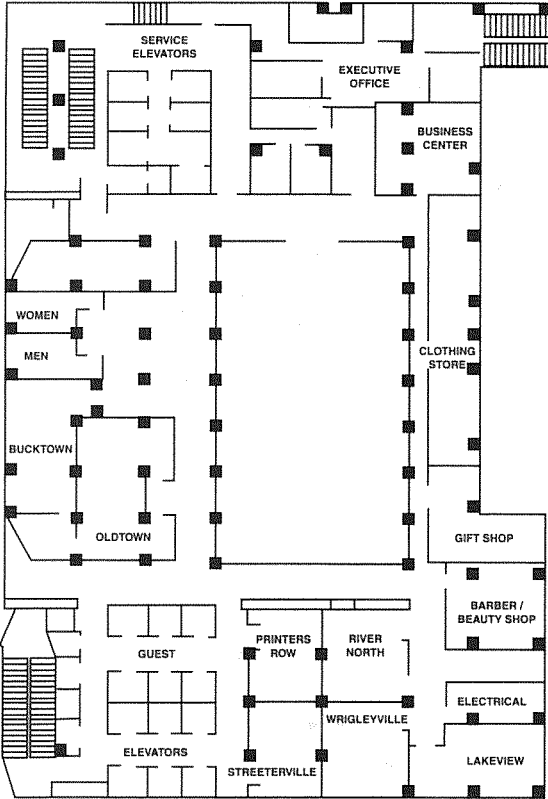 SERVICE
ELEVATORS
EXECUTIVE
OFFICE
BUSINESS
CENTER
WOMEN
MEN
CLOTHING
STORE
BUCKTOWN
OLDTOWN
GIFT SHOP
BARBER /
BEAUTY SHOP
GUEST
PRINTERS
ROW
RIVER
NORTH
ELECTRICAL
WRIGLEYVILLE
ELEVATORS
STREETERVILLE
LAKEVIEW